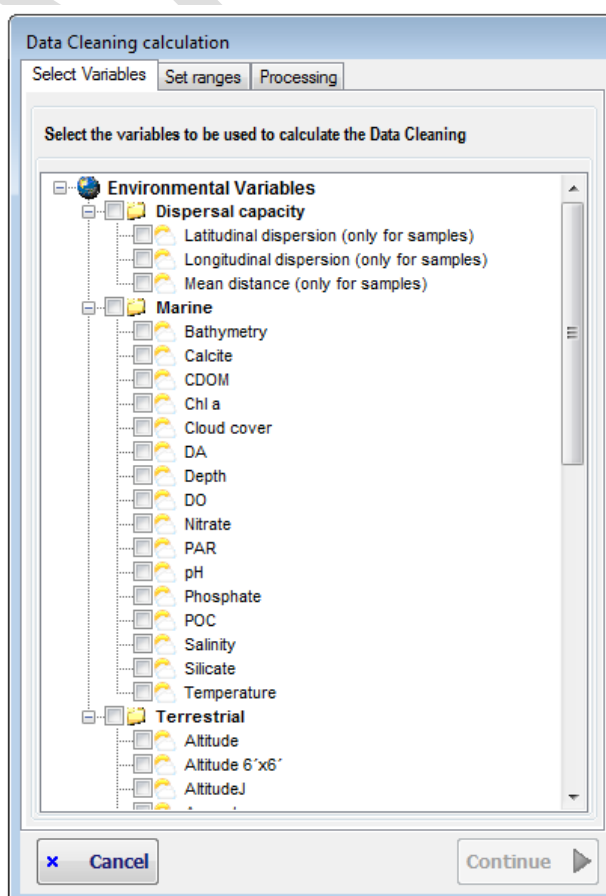 Data Cleaning calculation
Select Variables Set ranges Processing
Select the variables to be used to calculate the Data Cleaning
Environmental Variables
Dispersal capacity
Latitudinal dispersion (only for samples)
Longitudinal dispersion (only for samples)
Mean distance (only for samples)
Marine
Bathymetry
Calcite
CDOM
Chl a
Cloud cover
DA
Depth
DO
Nitrate
PAR
pH
Phosphate
POC
Salinity
Silicate
Temperature
Terrestrial
Altitude
Altitude 6´x6´
AltitudeJ
Cancel Continue